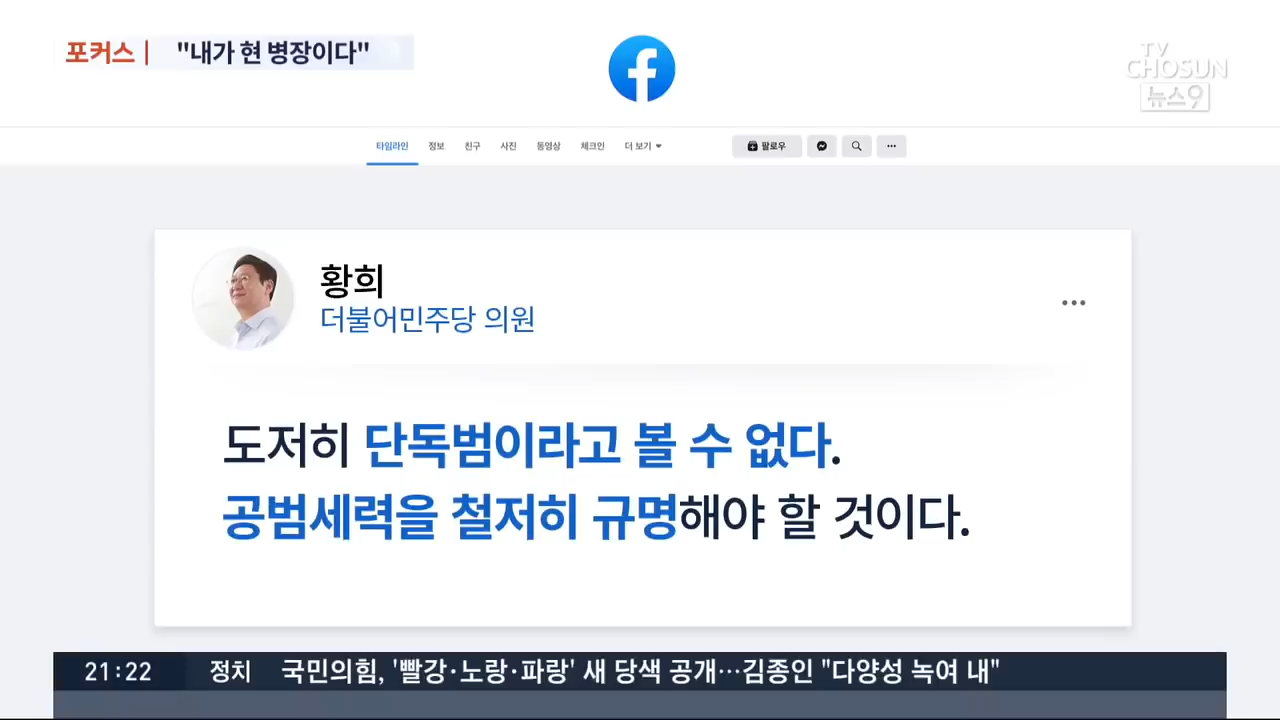 포커스| "내가 현 병장이다"
TV
CHOSUN
뉴스9
타임라인 정보 친구 사진 동영상 체크인 더 보기 팔로우
황희
더불어민주당 의원
도저히 단독범이라고 볼 수 없다.
공범세력을 철저히 규명해야 할 것이다.
21:22 정치 국민의힘, '빨강·노랑·파랑' 새 당색 공개…김종인 "다양성 녹여 내"